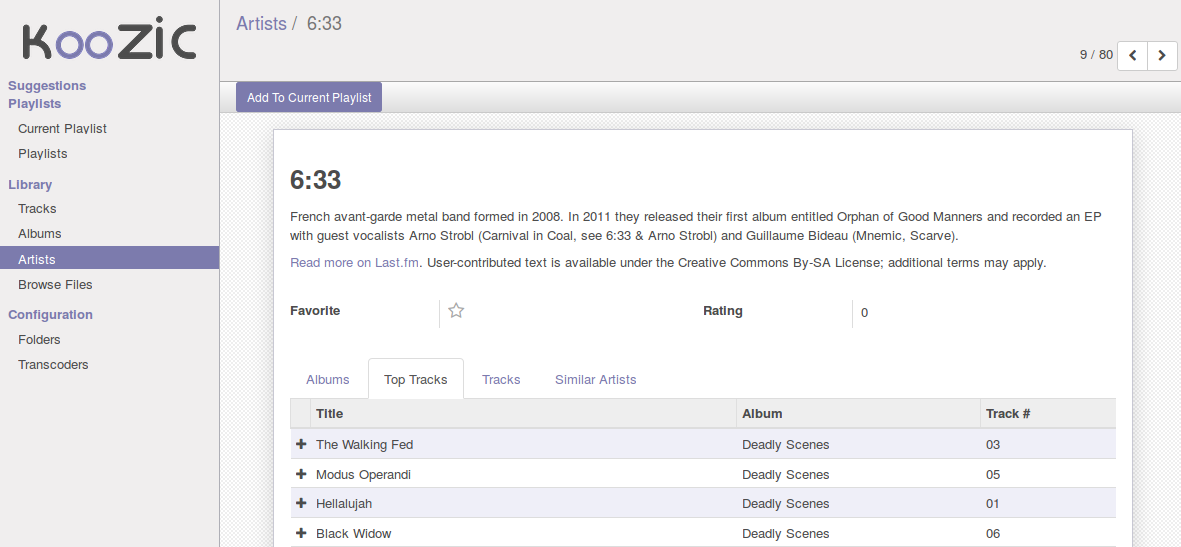 KOOZIC
Suggestions
Playlists
Current Playlist
Playlists
Library
Tracks
Albums
Artists
Browse Files
Configuration
Folders
Transcoders
Artists / 6:33
9 / 80
Add To Current Playlist
6:33
French avant-garde metal band formed in 2008. In 2011 they released their first album entitled Orphan of Good Manners and recorded an EP
with guest vocalists Arno Strobl (Carnival in Coal, see 6:33 & Arno Strobl) and Guillaume Bideau (Mnemic, Scarve).
Read more on Last.fm. User-contributed text is available under the Creative Commons By-SA License; additional terms may apply.
Favorite Rating 0
Albums Top Tracks Tracks Similar Artists
Title Album Track #
The Walking Fed Deadly Scenes 03
Modus Operandi Deadly Scenes 05
Hellalujah Deadly Scenes 01
Black Widow Deadly Scenes 06